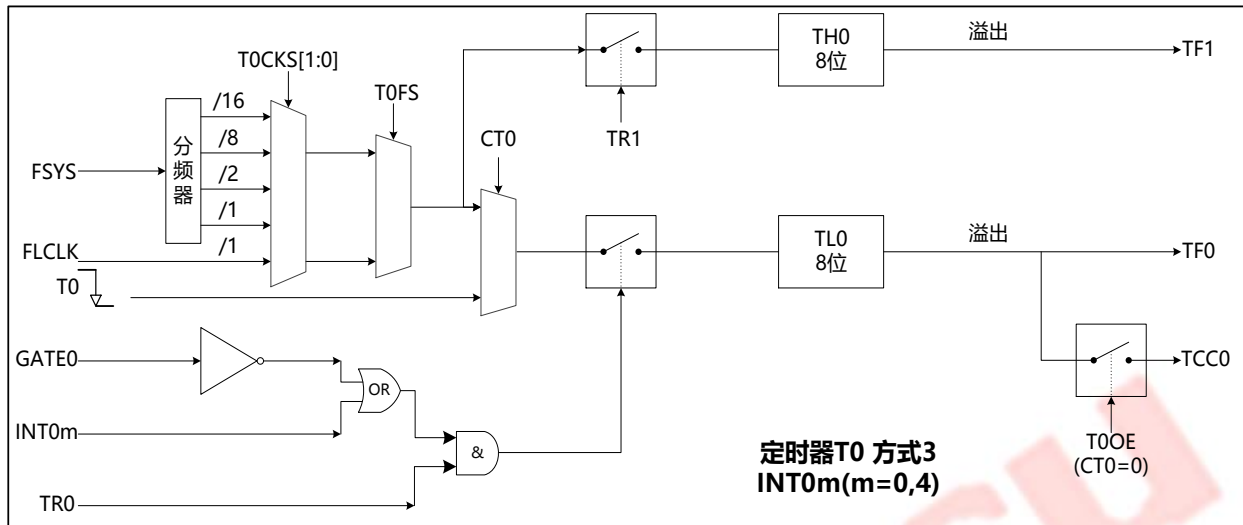 T0CKS[1:0]
T0FS
CT0
/16
/8
/2
/1
/1
分频器
FSYS
FLCLK
T0
TR1
TH0
8位
溢出
TF1
TL0
8位
溢出
TF0
TCC0
T0OE
(CT0=0)
GATE0
OR
INT0m
&
TR0
定时器T0 方式3
INT0m(m=0,4)